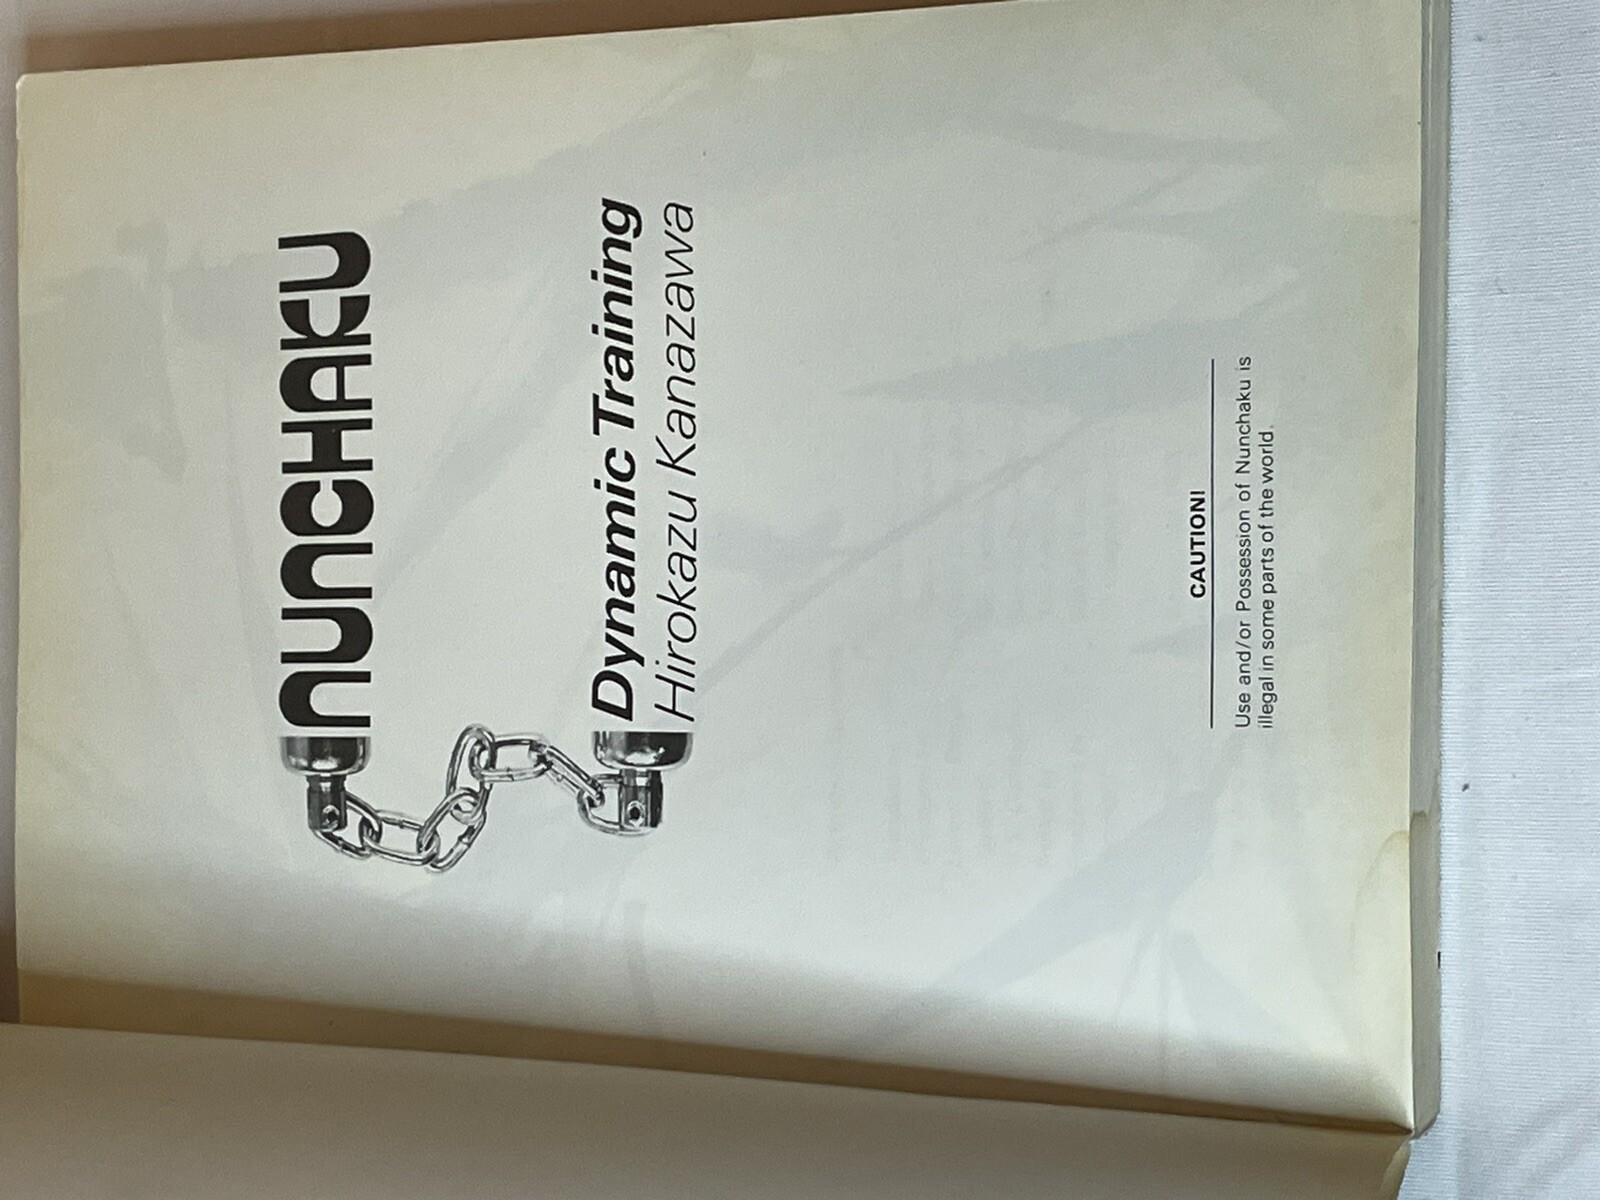 NUNCHAKU
Dynamic Training
Hirokazu Kanazawa
CAUTION!
Use and/or Possession of Nunchaku is
illegal in some parts of the world.